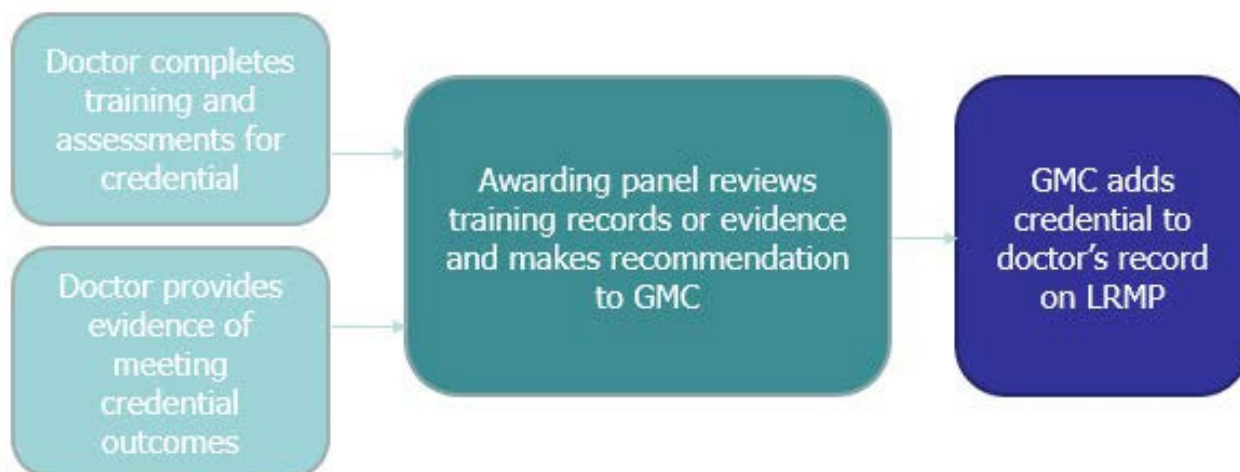 Doctor completes
training and
assessments for
credential
Doctor provides
evidence of
meeting
credential
outcomes
Awarding panel reviews
training records or evidence
and makes recommendation
to GMC
GMC adds
credential to
doctor's record
on LRMP